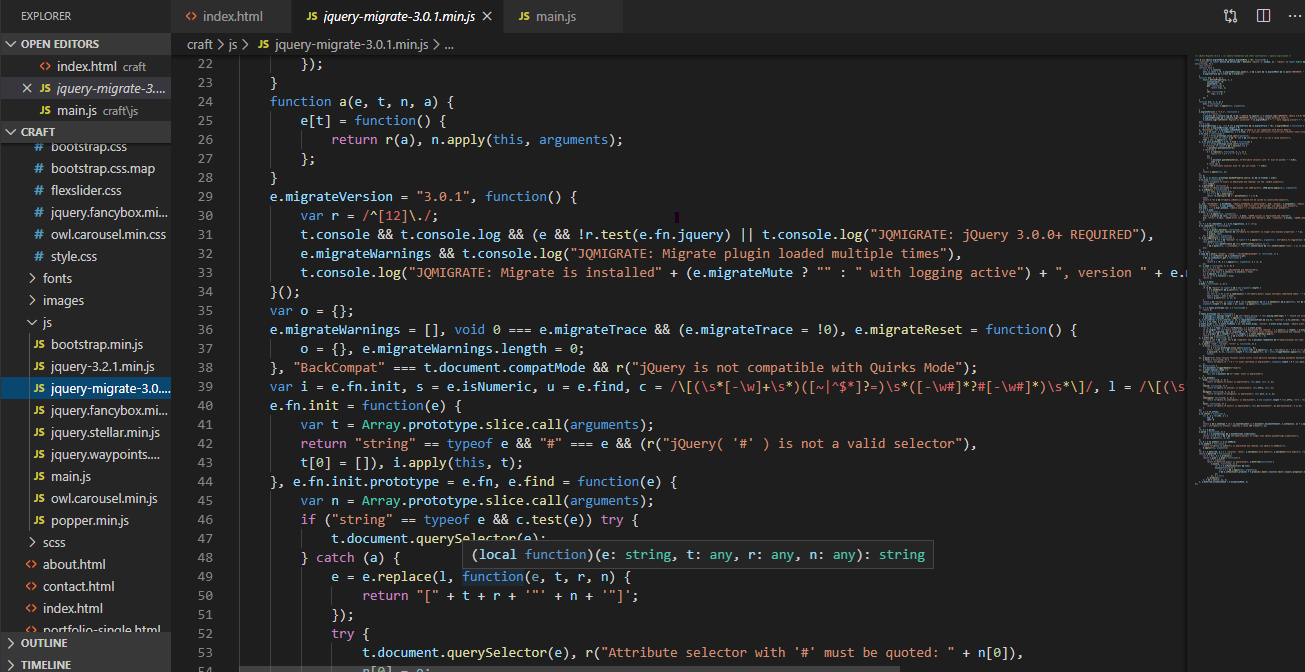 EXPLORER
index.html
JS jquery-migrate-3.0.1.min.js
JS main.js
OPEN EDITORS
index.html craft
JS jquery-migrate-3....
JS main.js craft\js
CRAFT
# bootstrap.css
# bootstrap.css.map
# flexslider.css
# jquery.fancybox.mi...
# owl.carousel.min.css
# style.css
fonts
images
js
JS bootstrap.min.js
JS jquery-3.2.1.min.js
JS jquery-migrate-3.0....
JS jquery.fancybox.mi...
JS jquery.stellar.min.js
JS jquery.waypoints....
JS main.js
JS owl.carousel.min.js
JS popper.min.js
scss
about.html
contact.html
index.html
portfolio-single.html
OUTLINE
TIMELINE
craft > js > JS jquery-migrate-3.0.1.min.js > ...
22 });
23 }
24 function a(e, t, n, a) {
25 e[t] = function() {
26 return r(a), n.apply(this, arguments);
27 };
28 }
29 e.migrateVersion = "3.0.1", function() {
30 var r = /^[12]\./;
31 t.console && t.console.log && (e && !r.test(e.fn.jquery) || t.console.log("JQMIGRATE: jQuery 3.0.0+ REQUIRED"),
32 e.migrateWarnings && t.console.log("JQMIGRATE: Migrate plugin loaded multiple times"),
33 t.console.log("JQMIGRATE: Migrate is installed" + (e.migrateMute ? "" : " with logging active") + ", version " + e.
34 }();
35 var o = {};
36 e.migrateWarnings = [], void 0 === e.migrateTrace && (e.migrateTrace = !0), e.migrateReset = function() {
37 o = {}, e.migrateWarnings.length = 0;
38 }, "BackCompat" === t.document.compatMode && r("jQuery is not compatible with Quirks Mode");
39 var i = e.fn.init, s = e.isNumeric, u = e.find, c = /\[(\s*[-\w]+\s*)([~|^$*]?=)\s*([-\w#]*?#[-\w#]*)\s*\]/, l = /\[(\s
40 e.fn.init = function(e) {
41 var t = Array.prototype.slice.call(arguments);
42 return "string" == typeof e && "#" === e && (r("jQuery( '#' ) is not a valid selector"),
43 t[0] = []), i.apply(this, t);
44 }, e.fn.init.prototype = e.fn, e.find = function(e) {
45 var n = Array.prototype.slice.call(arguments);
46 if ("string" == typeof e && c.test(e)) try {
47 t.document.querySelector(e);
(local function)(e: string, t: any, r: any, n: any): string
48 } catch (a) {
49 e = e.replace(l, function(e, t, r, n) {
50 return "[" + t + r + '"' + n + '"]';
51 });
52 try {
53 t.document.querySelector(e), r("Attribute selector with '#' must be quoted: " + n[0]),
54 n[0] = e;